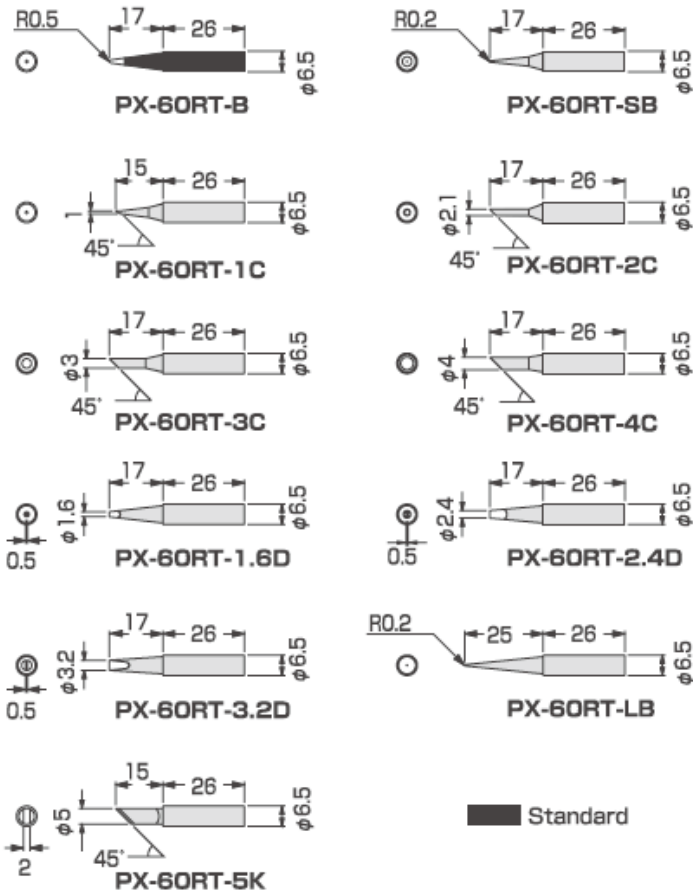 R0.5 17 26 φ6.5
PX-60RT-B
R0.2 17 26 φ6.5
PX-60RT-SB
15 26 1 φ6.5
45°
PX-60RT-1C
17 26 φ2.1 φ6.5
45°
PX-60RT-2C
17 26 φ3 φ6.5
45°
PX-60RT-3C
17 26 φ4 φ6.5
45°
PX-60RT-4C
17 26 φ1.6 φ6.5
0.5
PX-60RT-1.6D
17 26 φ2.4 φ6.5
0.5
PX-60RT-2.4D
17 26 φ3.2 φ6.5
0.5
PX-60RT-3.2D
R0.2 25 26 φ6.5
PX-60RT-LB
15 26 φ5 φ6.5
2 45°
PX-60RT-5K
Standard